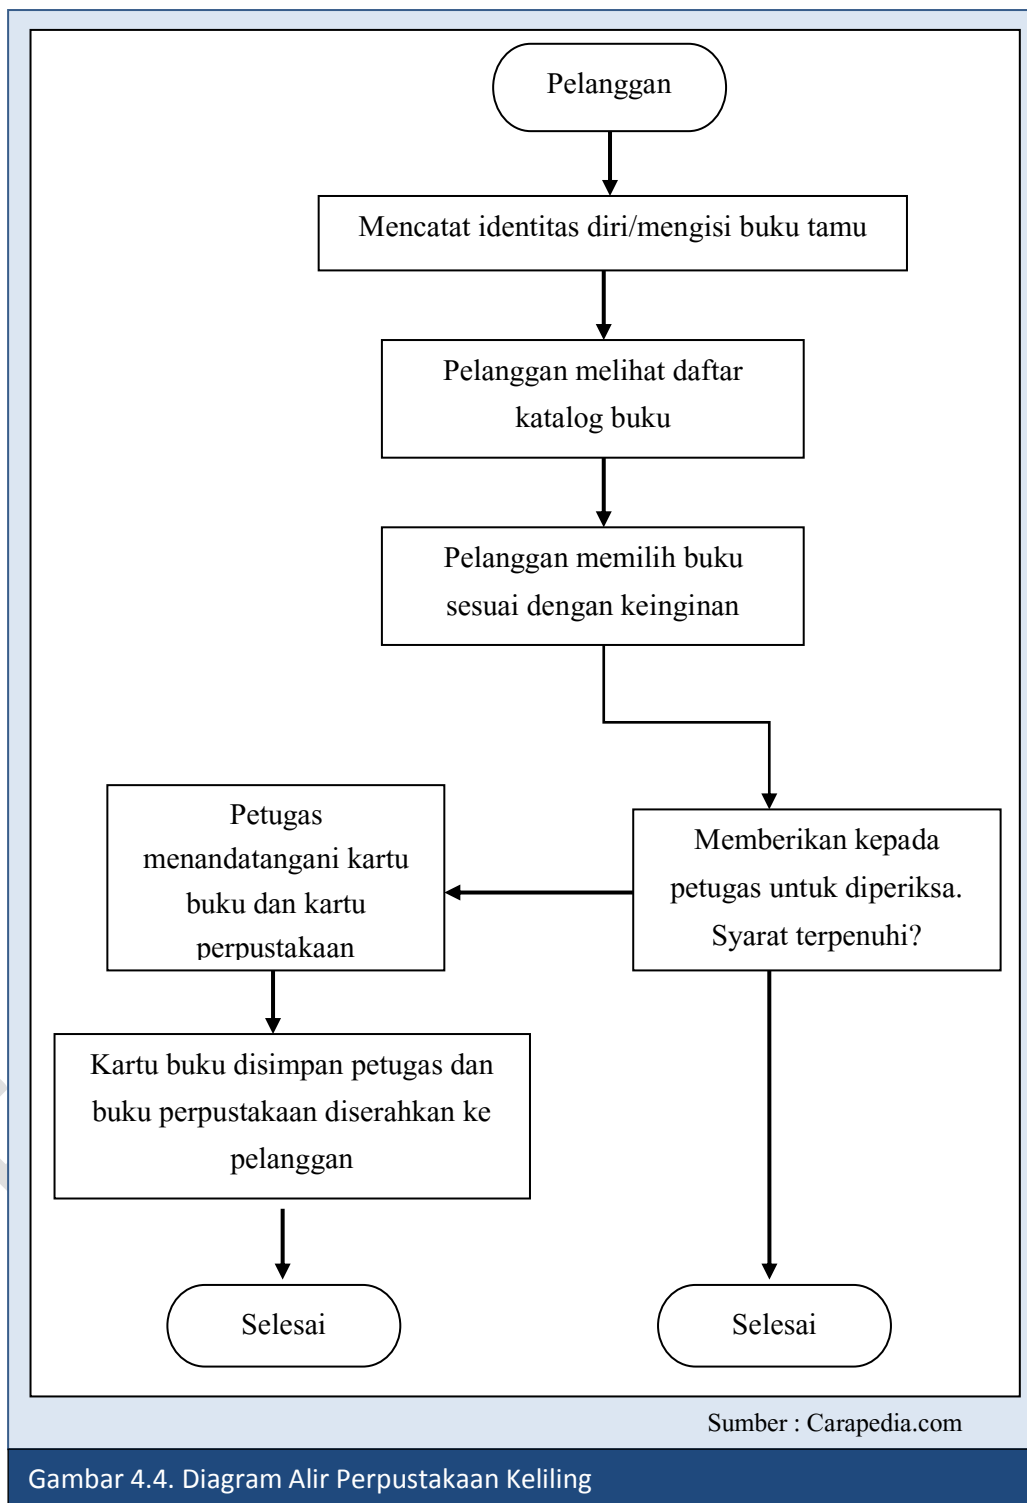 Pelanggan
Mencatat identitas diri/mengisi buku tamu
Pelanggan melihat daftar
katalog buku
Pelanggan memilih buku
sesuai dengan keinginan
Petugas
menandatangani kartu
buku dan kartu
perpustakaan
Memberikan kepada
petugas untuk diperiksa.
Syarat terpenuhi?
Kartu buku disimpan petugas dan
buku perpustakaan diserahkan ke
pelanggan
Selesai
Selesai
Sumber : Carapedia.com
Gambar 4.4. Diagram Alir Perpustakaan Keliling